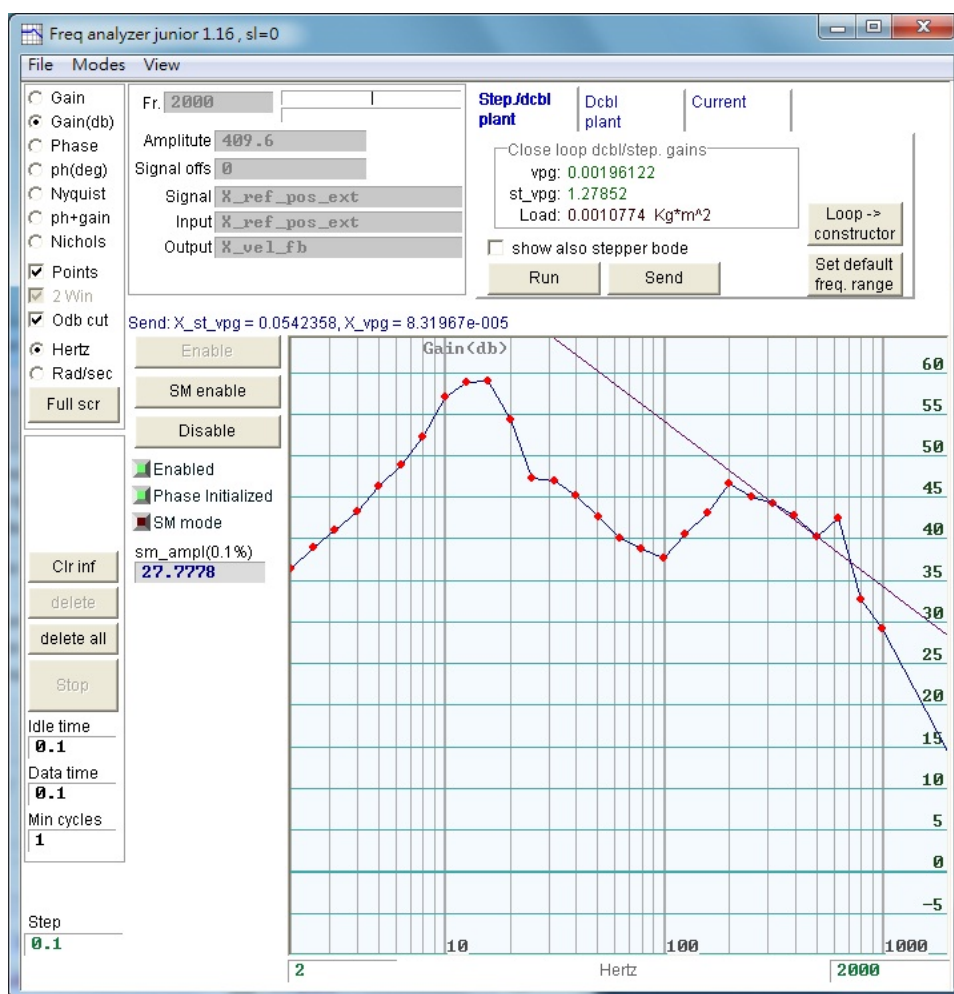 Freq analyzer junior 1.16 , sl=0
File Modes View
Gain
Gain(db)
Phase
ph(deg)
Nyquist
ph+gain
Nichols
Points
2 Win
Odb cut
Hertz
Rad/sec
Full scr
Fr. 2000
Amplitude 409.6
Signal offs 0
Signal X_ref_pos_ext
Input X_ref_pos_ext
Output X_vel_fb
Step./dcbl plant
Dcbl plant
Current
Close loop dcbl/step. gains
vpg: 0.00196122
st_vpg: 1.27852
Load: 0.0010774 Kg*m^2
show also stepper bode
Run
Send
Loop -> constructor
Set default freq. range
Send: X_st_vpg = 0.0542358, X_vpg = 8.31967e-005
Enable
SM enable
Disable
Enabled
Phase Initialized
SM mode
sm_ampl(0.1%)
27.7778
Clr inf
delete
delete all
Stop
Idle time
0.1
Data time
0.1
Min cycles
1
Step
0.1
Gain(db)
60
55
50
45
40
35
30
25
20
15
10
5
0
-5
10
100
1000
2
Hertz
2000